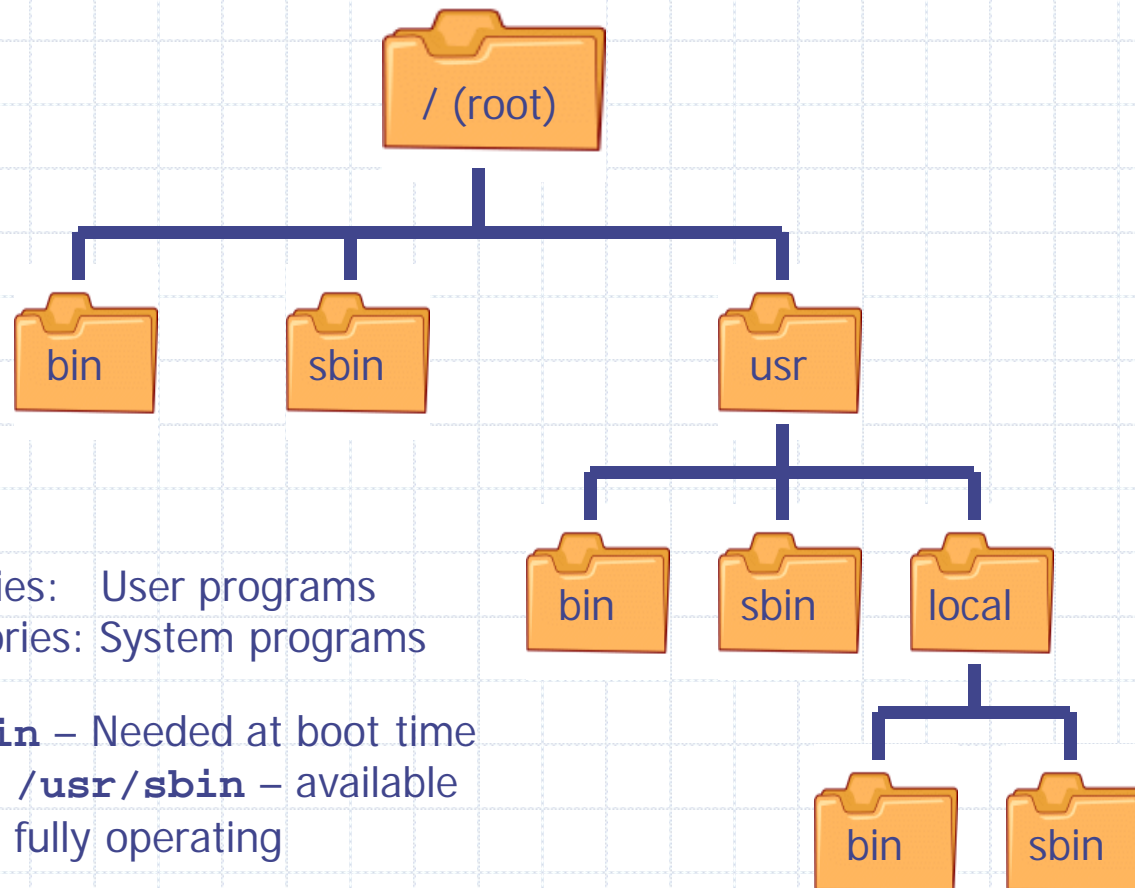 / (root)
bin sbin usr
bin sbin local
ies: User programs
ories: System programs
in – Needed at boot time
/usr/sbin – available
fully operating
bin sbin